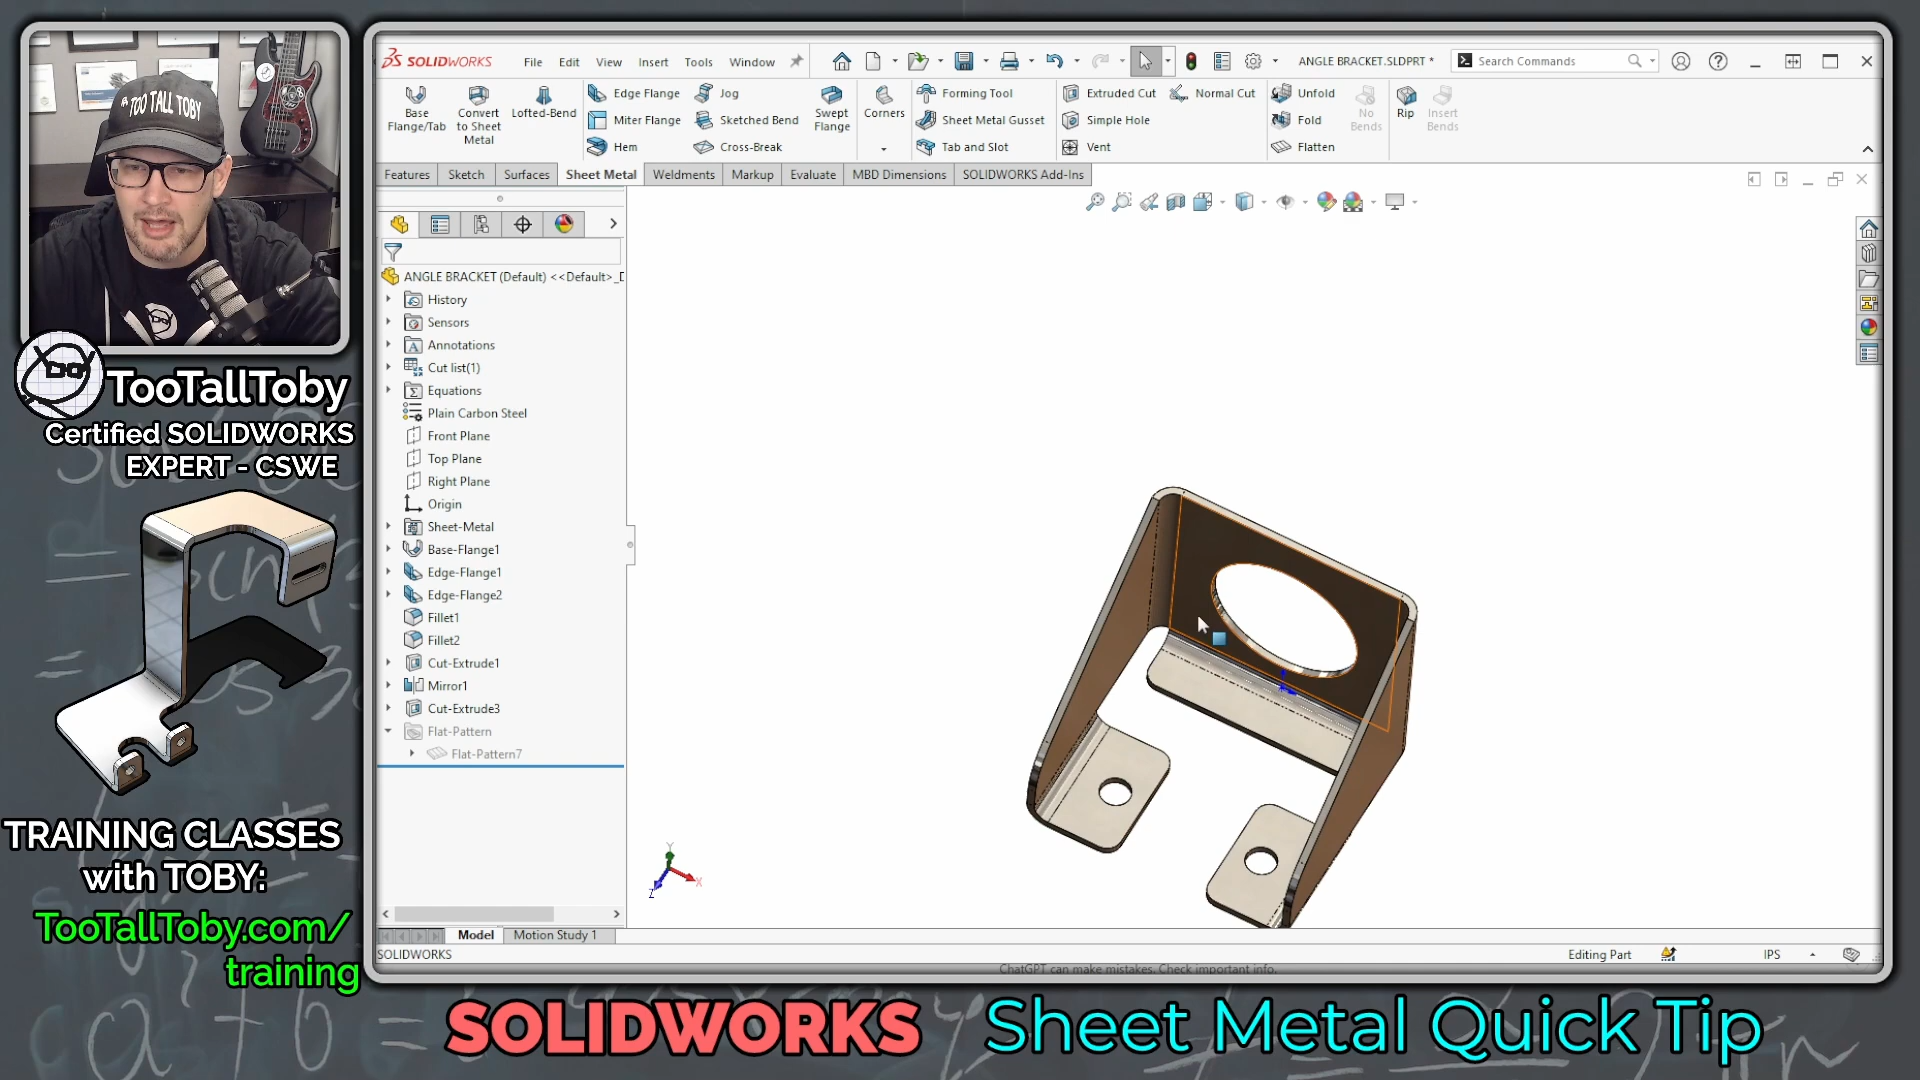 TOO TALL TOBY
TooTallToby
Certified SOLIDWORKS
EXPERT - CSWE
TRAINING CLASSES
with TOBY:
TooTallToby.com/
training
SOLIDWORKS
File Edit View Insert Tools Window
ANGLE BRACKET.SLDPRT *
Search Commands
Base Flange/Tab
Convert to Sheet Metal
Lofted-Bend
Edge Flange
Miter Flange
Hem
Jog
Sketched Bend
Cross-Break
Swept Flange
Corners
Forming Tool
Sheet Metal Gusset
Tab and Slot
Extruded Cut
Simple Hole
Vent
Normal Cut
Unfold
Fold
Flatten
No Bends
Rip
Insert Bends
Features Sketch Surfaces Sheet Metal Weldments Markup Evaluate MBD Dimensions SOLIDWORKS Add-Ins
ANGLE BRACKET (Default) <<Default>_D
History
Sensors
Annotations
Cut list(1)
Equations
Plain Carbon Steel
Front Plane
Top Plane
Right Plane
Origin
Sheet-Metal
Base-Flange1
Edge-Flange1
Edge-Flange2
Fillet1
Fillet2
Cut-Extrude1
Mirror1
Cut-Extrude3
Flat-Pattern
Flat-Pattern7
Y
X
Z
Model Motion Study 1
SOLIDWORKS
Editing Part
IPS
ChatGPT can make mistakes. Check important info.
SOLIDWORKS Sheet Metal Quick Tip